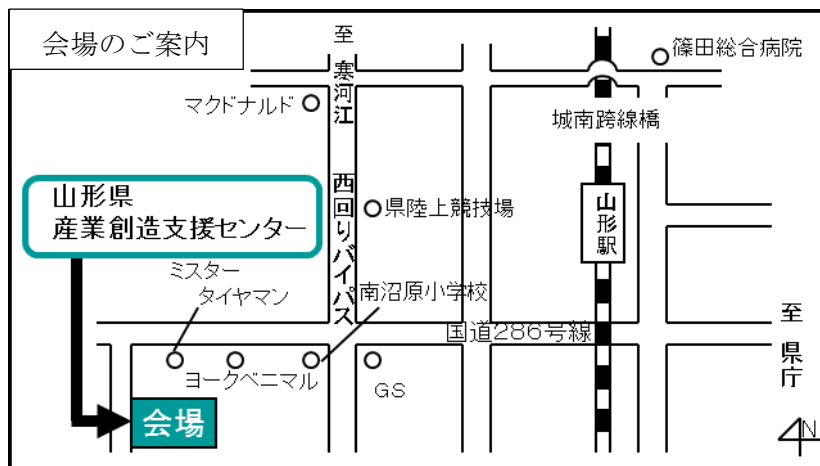 会場のご案内
至 寒河江
篠田総合病院
マクドナルド
城南跨線橋
山形県
産業創造支援センター
西回りバイパス
県陸上競技場
山形駅
ミスター
タイヤマン
南沼原小学校
国道286号線
至 県庁
ヨークベニマル
GS
会場
N